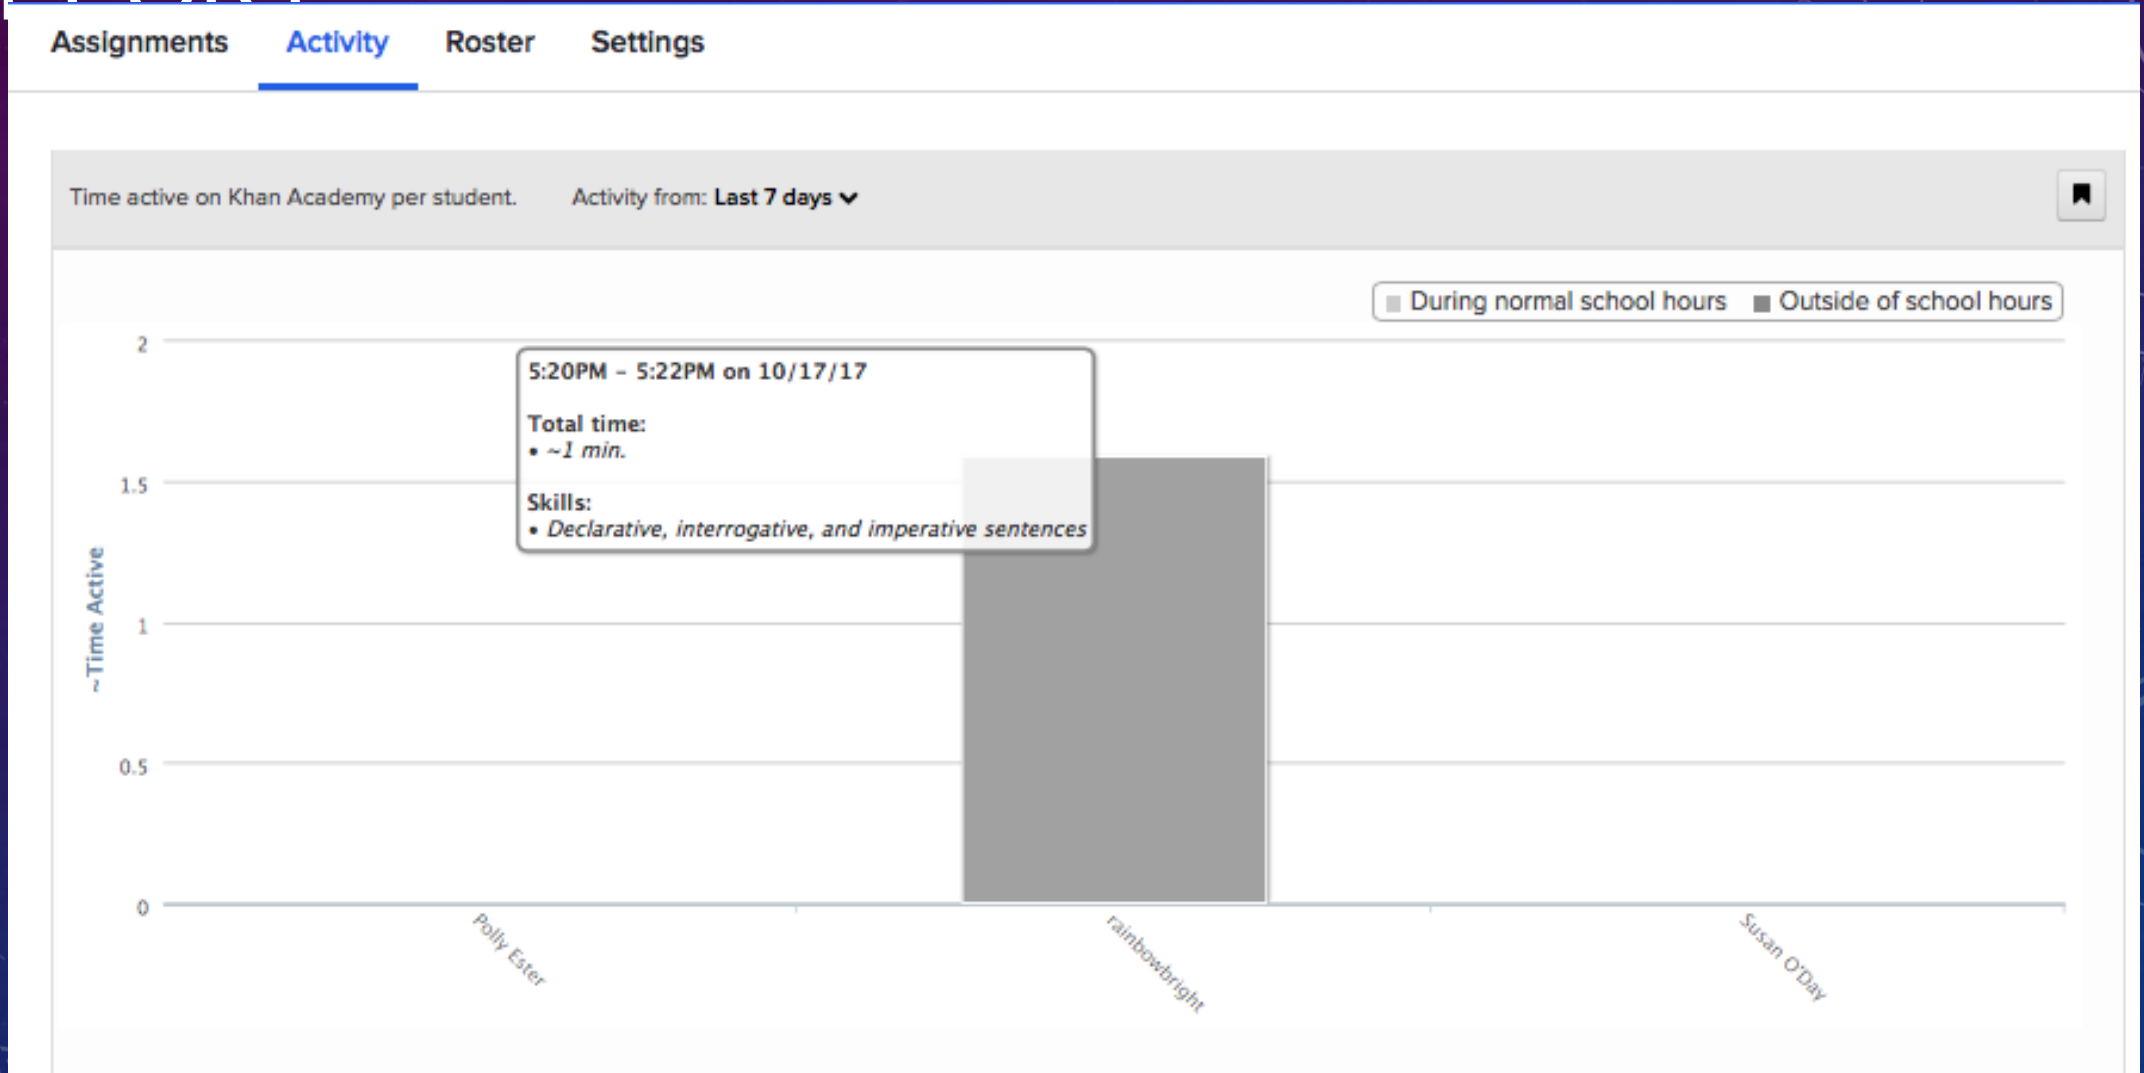 Assignments Activity Roster Settings
Time active on Khan Academy per student. Activity from: Last 7 days
During normal school hours Outside of school hours
2
5:20PM – 5:22PM on 10/17/17
Total time:
• ~1 min.
1.5
Skills:
• Declarative, interrogative, and imperative sentences
~Time Active
1
0.5
0
Polly Ester
rainbowbright
Susan O'Day